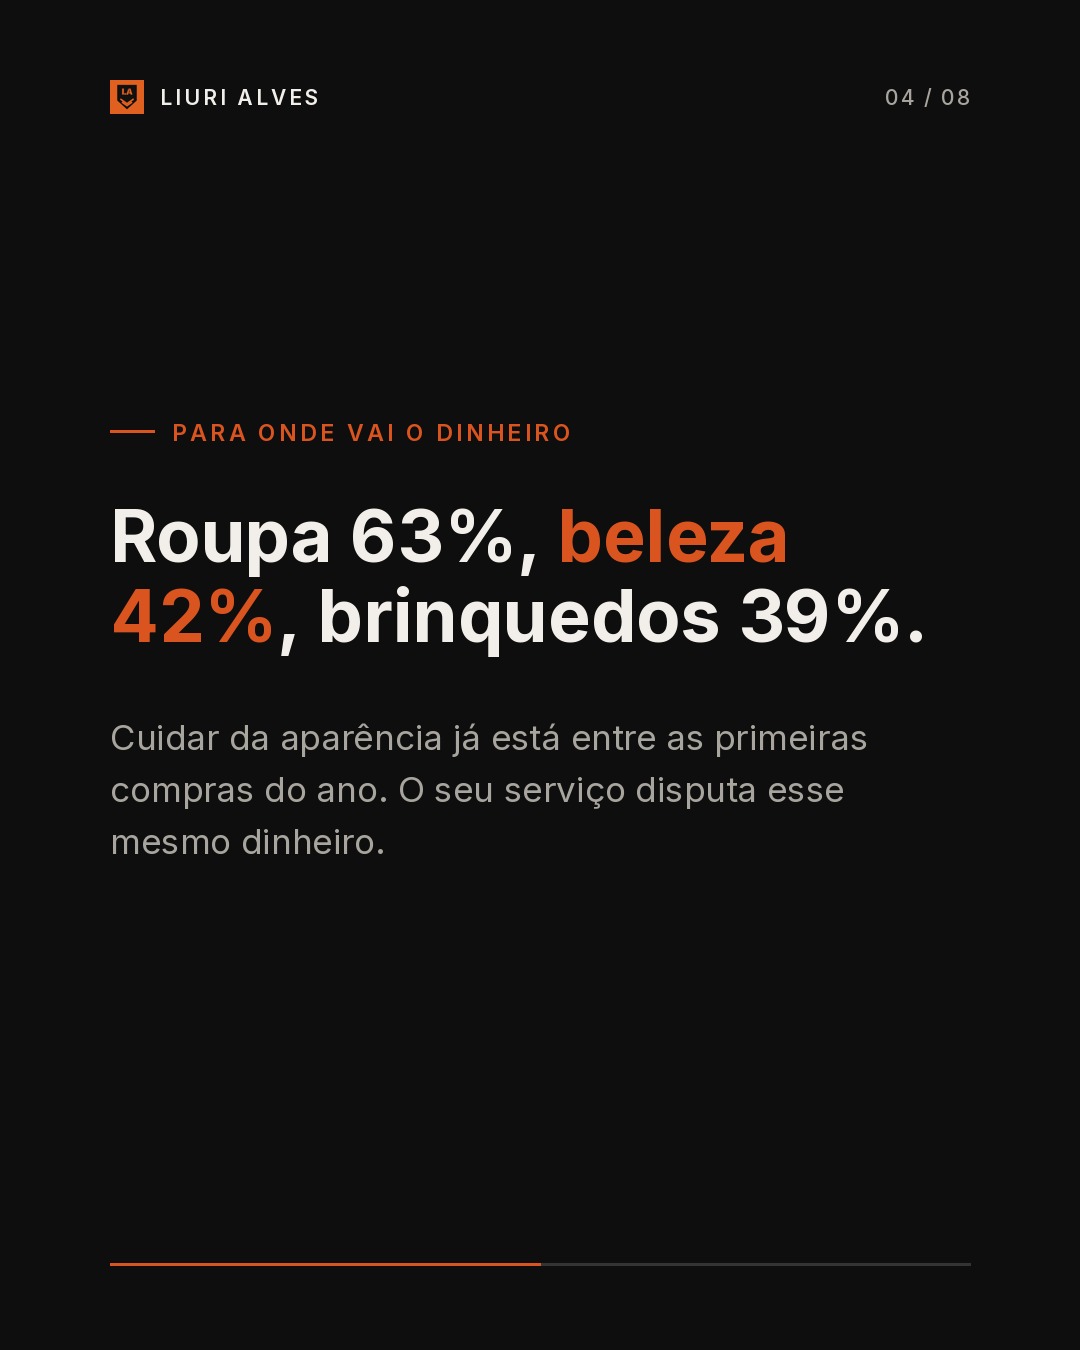 LA
LIURI ALVES
04 / 08
PARA ONDE VAI O DINHEIRO
Roupa 63%, beleza
42%, brinquedos 39%.
Cuidar da aparência já está entre as primeiras
compras do ano. O seu serviço disputa esse
mesmo dinheiro.